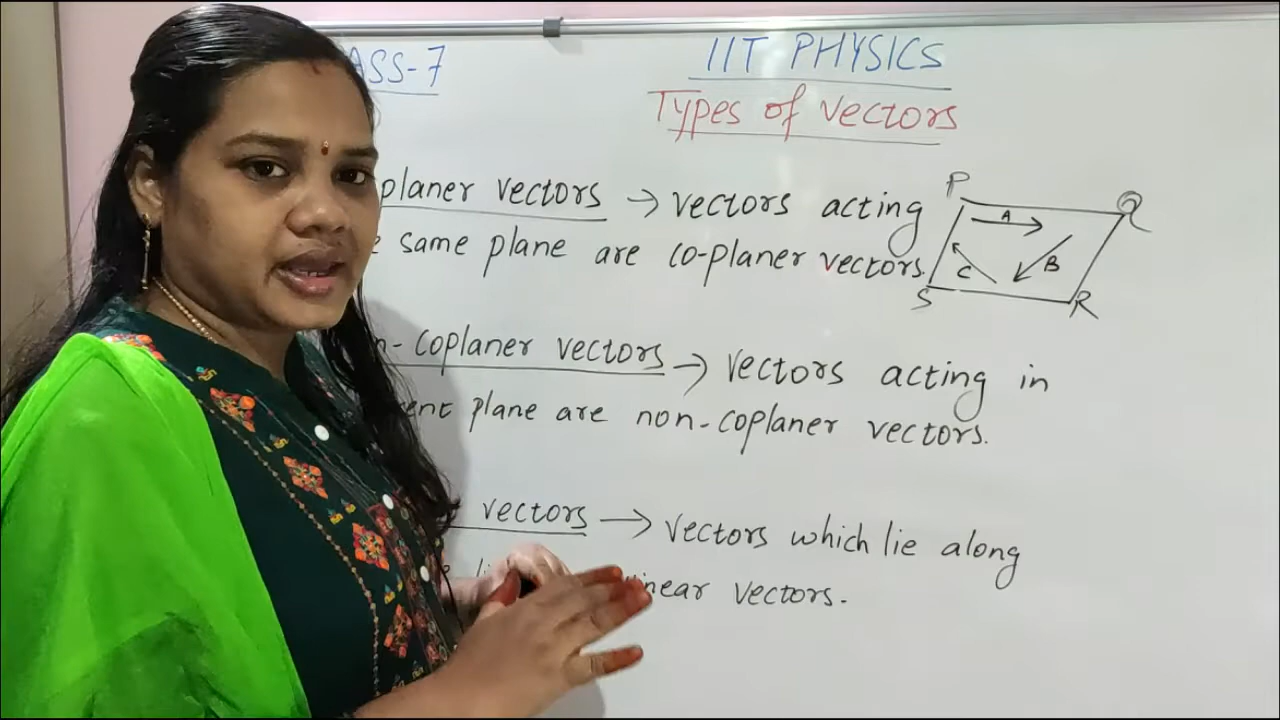 ASS-7
IIT PHYSICS
Types of vectors
planer vectors → vectors acting
same plane are co-planer vectors.
P
Q
A
B
C
S
R
n-coplaner vectors → vectors acting in
ent plane are non-coplaner vectors.
vectors → vectors which lie along
inear vectors.